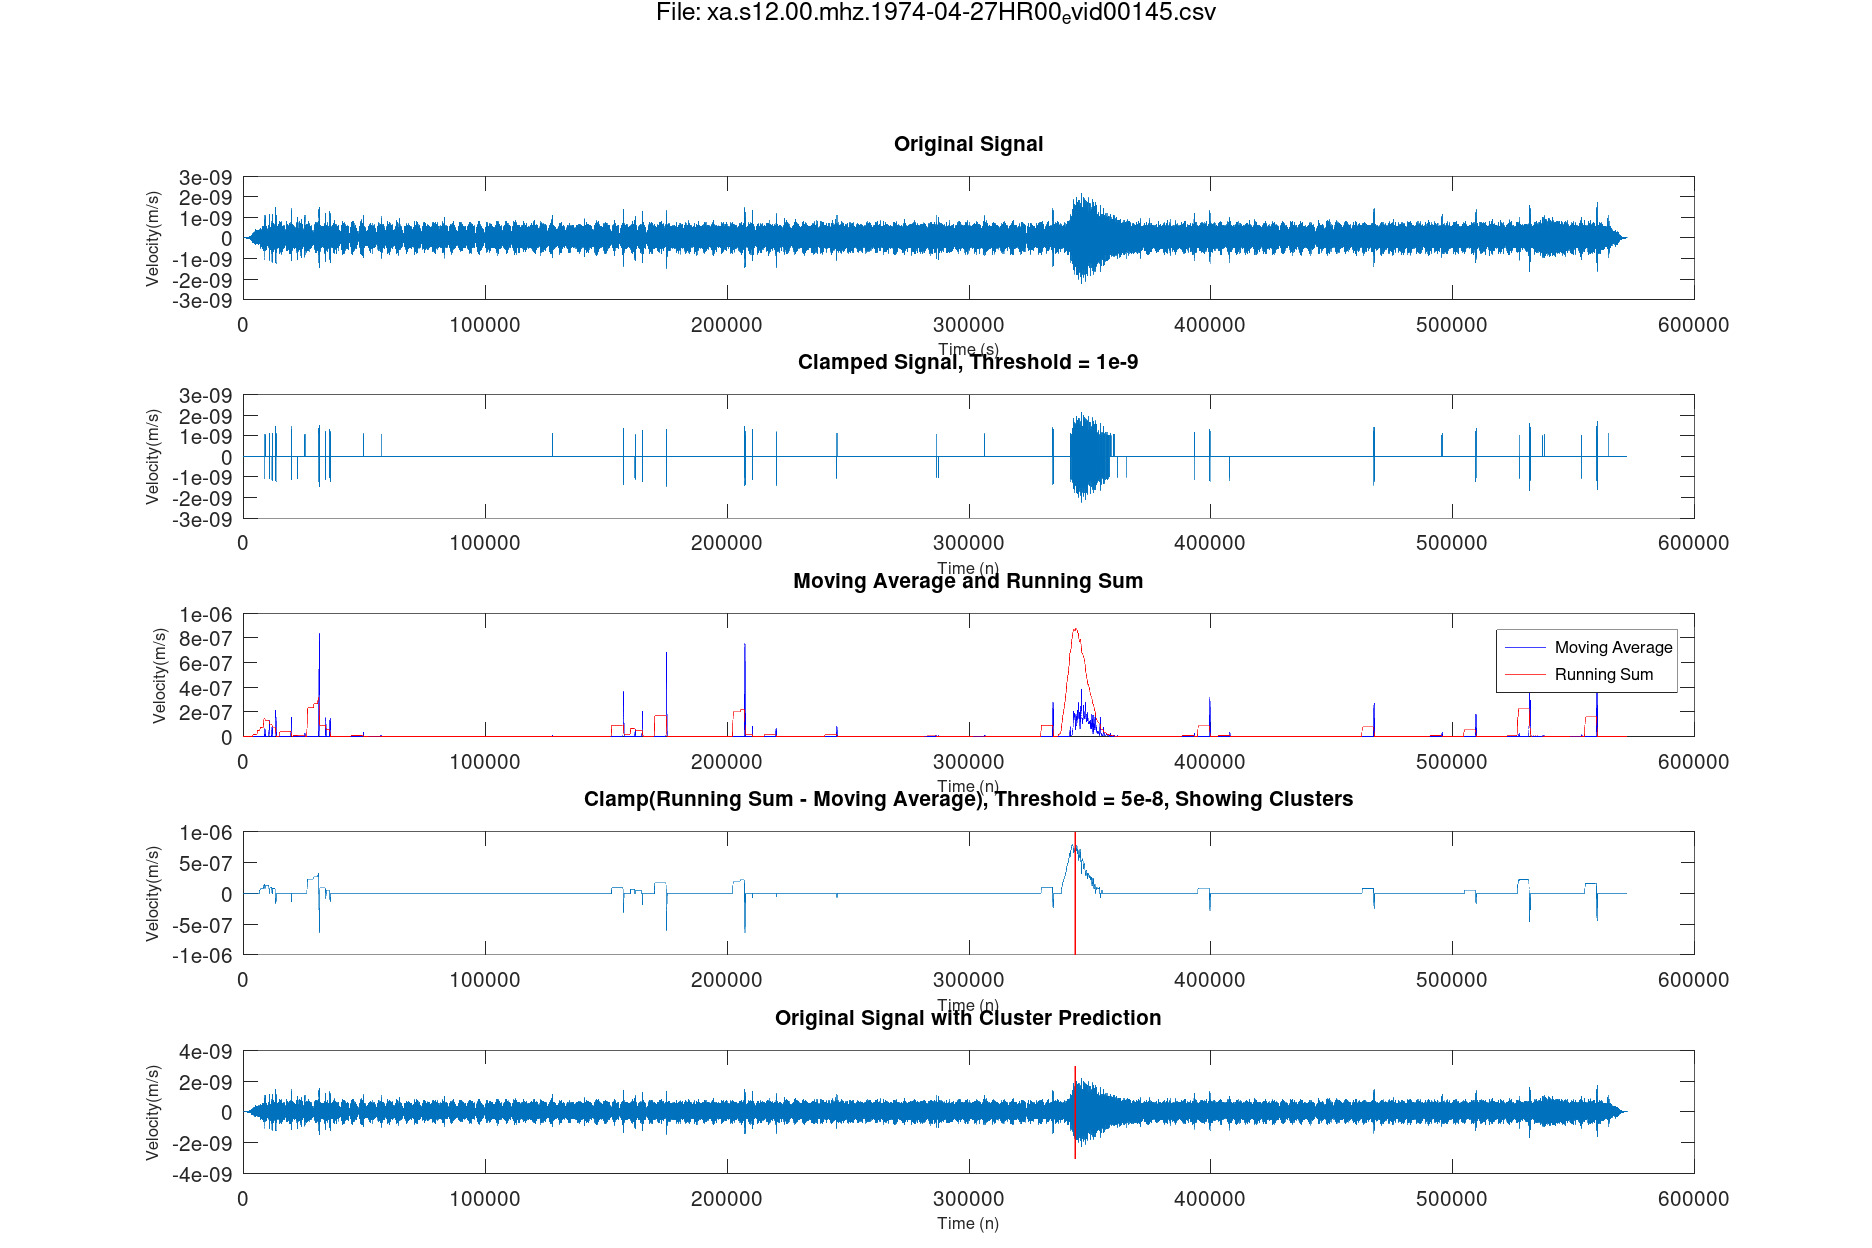 File: xa.s12.00.mhz.1974-04-27HR00evid00145.csv
Original Signal
Velocity(m/s)
3e-09
2e-09
1e-09
0
-1e-09
-2e-09
-3e-09
0 100000 200000 300000 400000 500000 600000
Time (s)
Clamped Signal, Threshold = 1e-9
Velocity(m/s)
3e-09
2e-09
1e-09
0
-1e-09
-2e-09
-3e-09
0 100000 200000 300000 400000 500000 600000
Time (n)
Moving Average and Running Sum
Velocity(m/s)
1e-06
8e-07
6e-07
4e-07
2e-07
0
Moving Average
Running Sum
0 100000 200000 300000 400000 500000 600000
Time (n)
Clamp(Running Sum - Moving Average), Threshold = 5e-8, Showing Clusters
Velocity(m/s)
1e-06
5e-07
0
-5e-07
-1e-06
0 100000 200000 300000 400000 500000 600000
Time (n)
Original Signal with Cluster Prediction
Velocity(m/s)
4e-09
2e-09
0
-2e-09
-4e-09
0 100000 200000 300000 400000 500000 600000
Time (n)